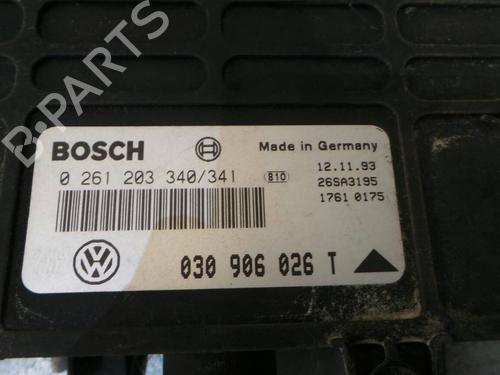 B.PARTS
BOSCH
Made in Germany
0 261 203 340/341
810
12.11.93
26SA3195
1761 0175
030 906 026 T